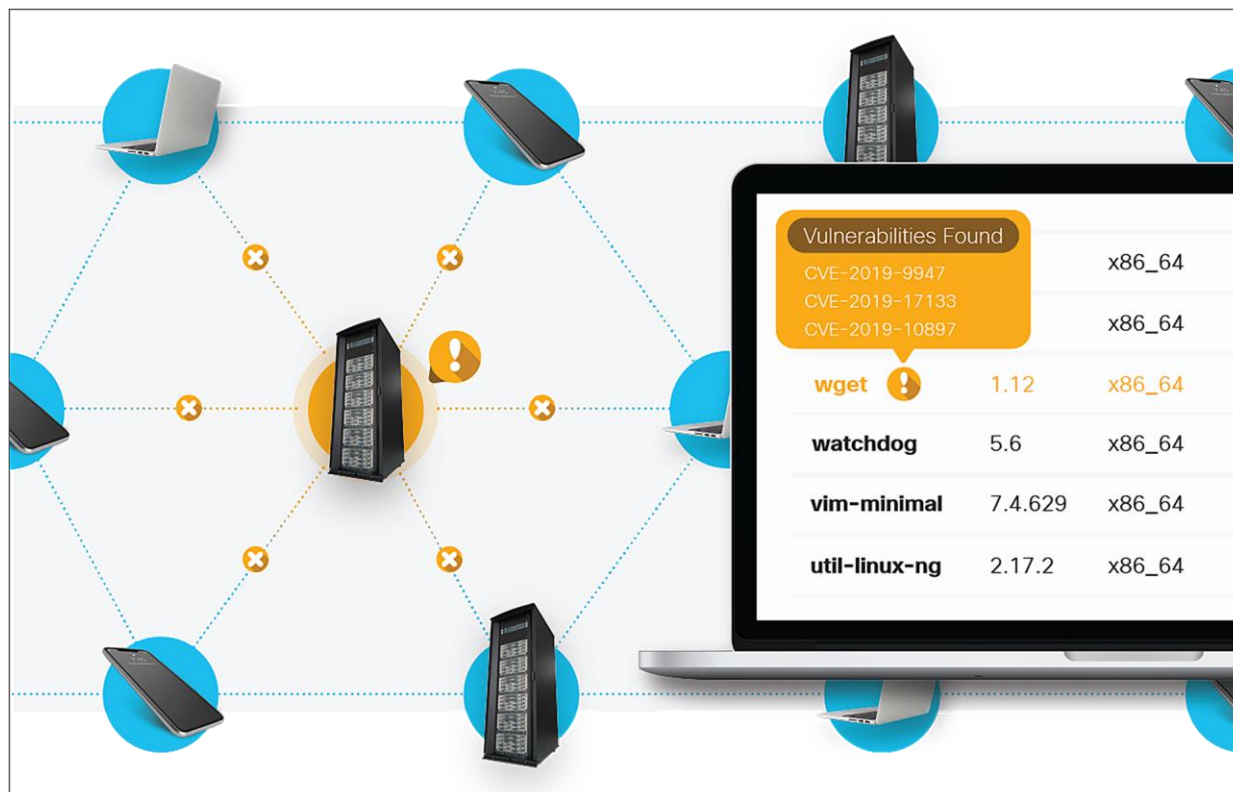 Vulnerabilities Found
CVE-2019-9947
CVE-2019-17133
CVE-2019-10897
x86_64
x86_64
wget ! 1.12 x86_64
watchdog 5.6 x86_64
vim-minimal 7.4.629 x86_64
util-linux-ng 2.17.2 x86_64
!